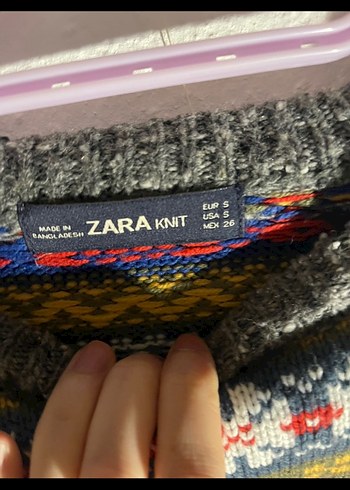 MADE IN
BANGLADESH
ZARA KNIT
EUR S
USA S
MEX 26